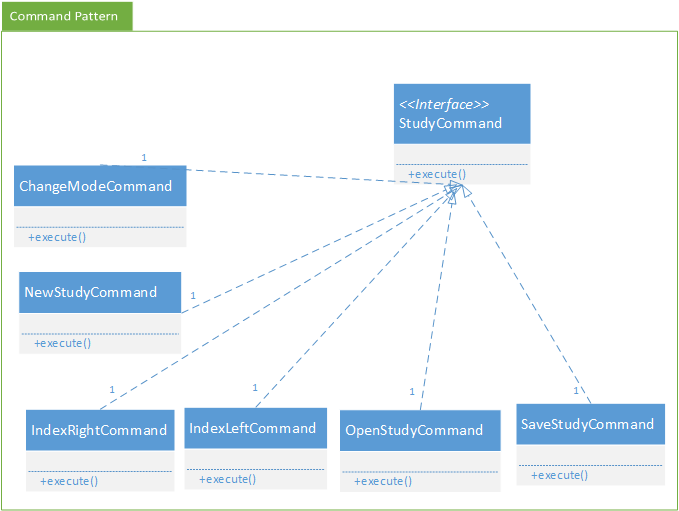 Command Pattern
<<Interface>>
StudyCommand
+execute()
1
ChangeModeCommand
+execute()
NewStudyCommand
1
+execute()
1
IndexRightCommand
+execute()
1
IndexLeftCommand
+execute()
1
OpenStudyCommand
+execute()
1
SaveStudyCommand
+execute()